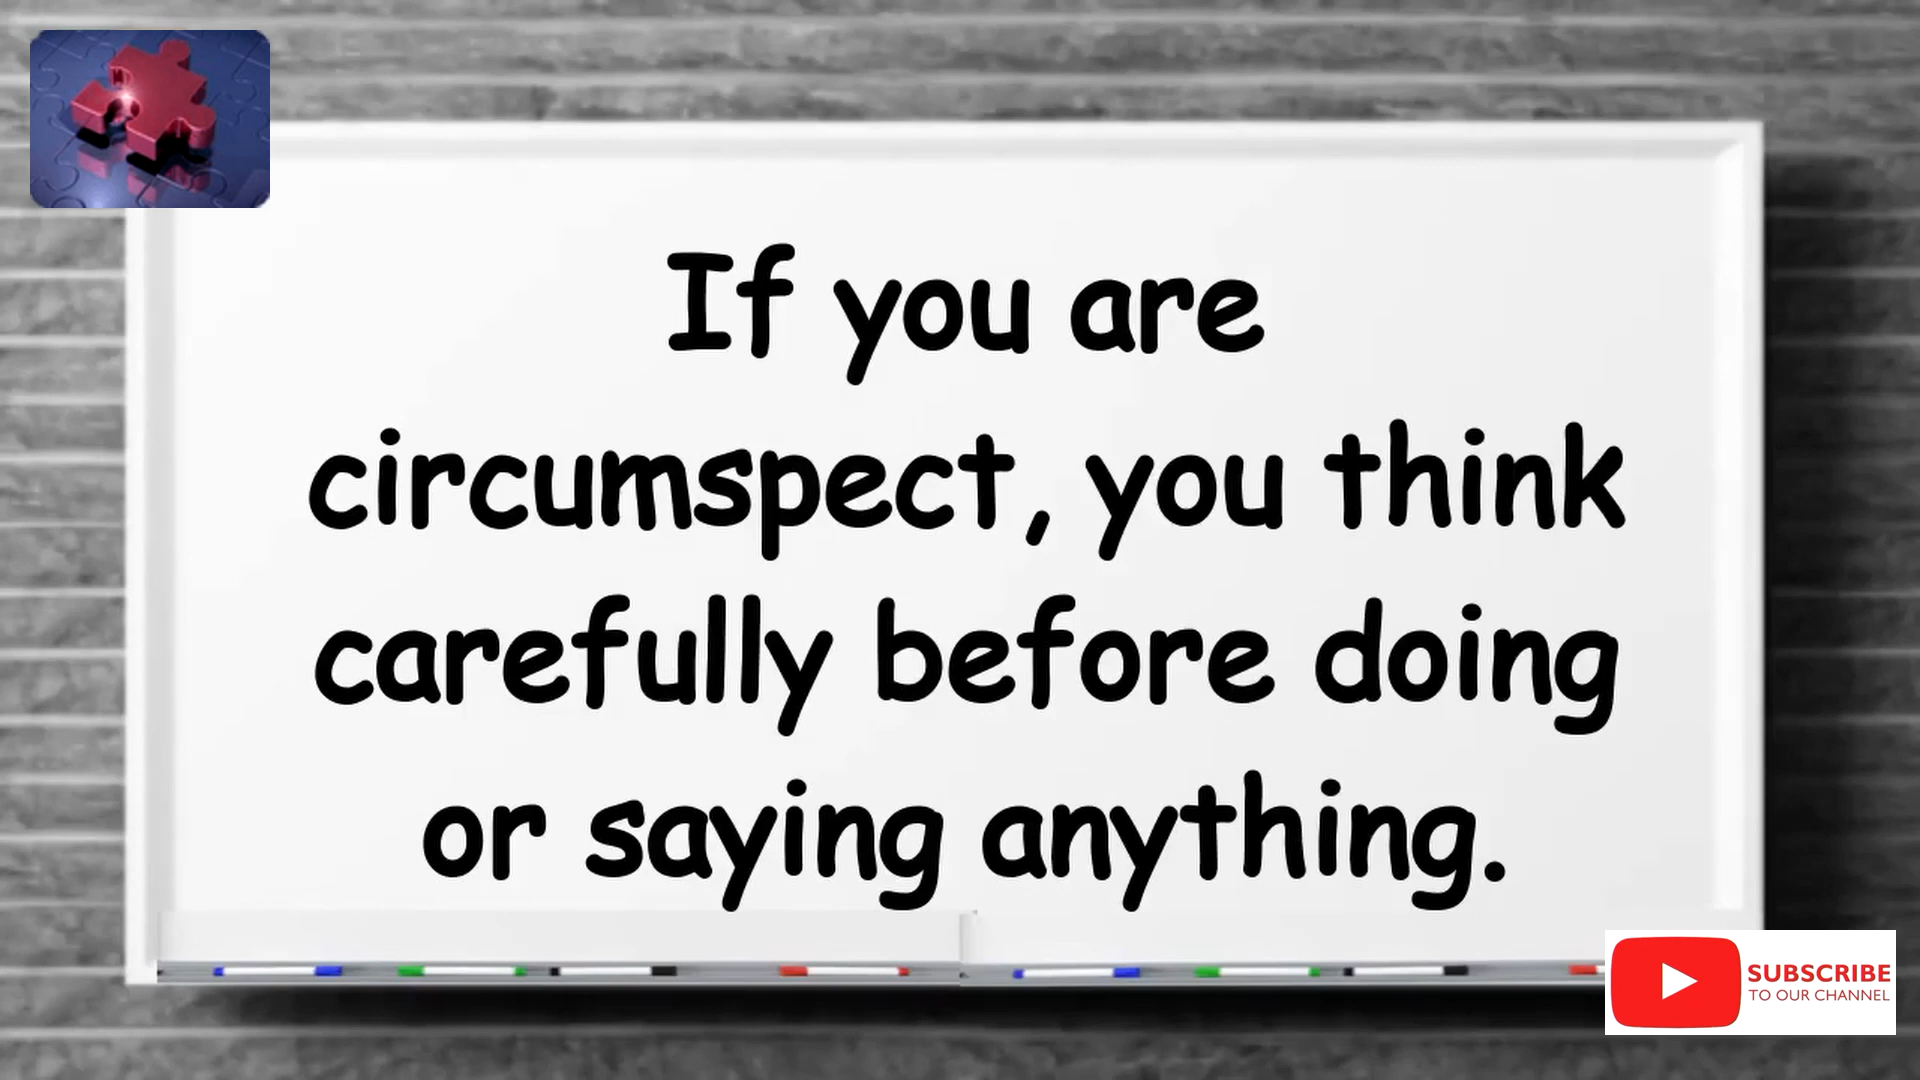 If you are
circumspect, you think
carefully before doing
or saying anything.
SUBSCRIBE
TO OUR CHANNEL